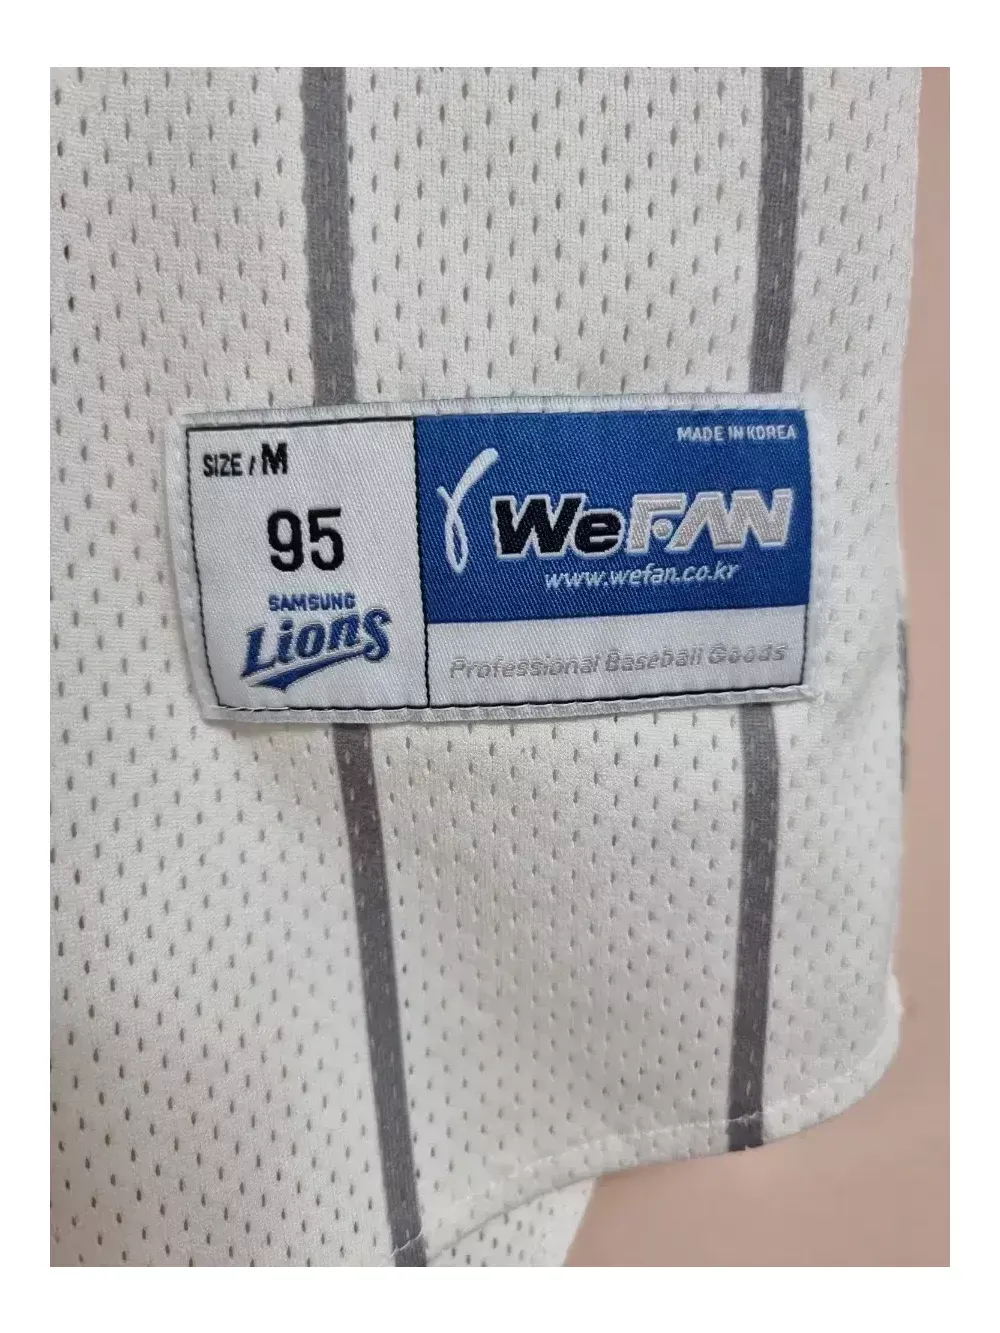 SIZE / M
95
SAMSUNG
Lions
MADE IN KOREA
WeFAN
www.wefan.co.kr
Professional Baseball Goods